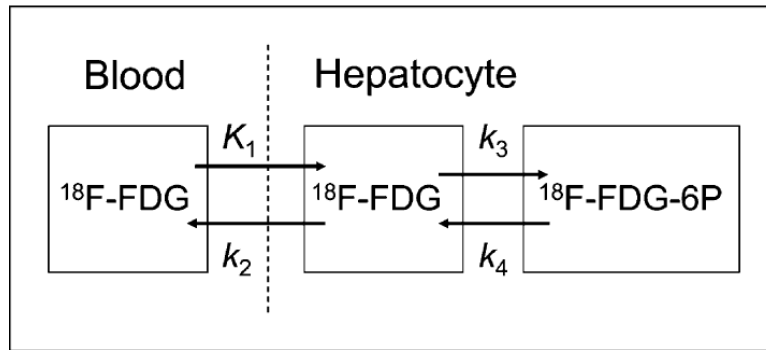 Blood Hepatocyte
K₁ k₃
¹⁸F-FDG ¹⁸F-FDG ¹⁸F-FDG-6P
k₂ k₄